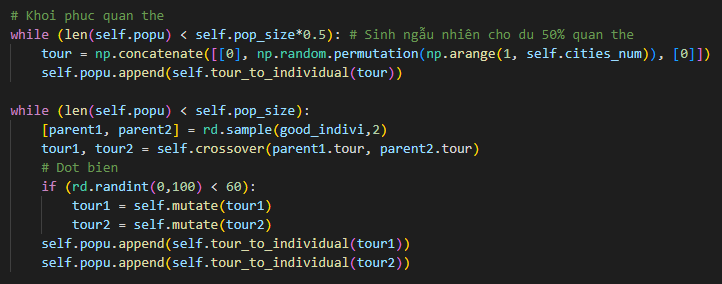 # Khoi phuc quan the
while (len(self.popu) < self.pop_size*0.5): # Sinh ngẫu nhiên cho du 50% quan the
    tour = np.concatenate([[0], np.random.permutation(np.arange(1, self.cities_num)), [0]])
    self.popu.append(self.tour_to_individual(tour))

while (len(self.popu) < self.pop_size):
    [parent1, parent2] = rd.sample(good_indivi,2)
    tour1, tour2 = self.crossover(parent1.tour, parent2.tour)
    # Dot bien
    if (rd.randint(0,100) < 60):
        tour1 = self.mutate(tour1)
        tour2 = self.mutate(tour2)
    self.popu.append(self.tour_to_individual(tour1))
    self.popu.append(self.tour_to_individual(tour2))